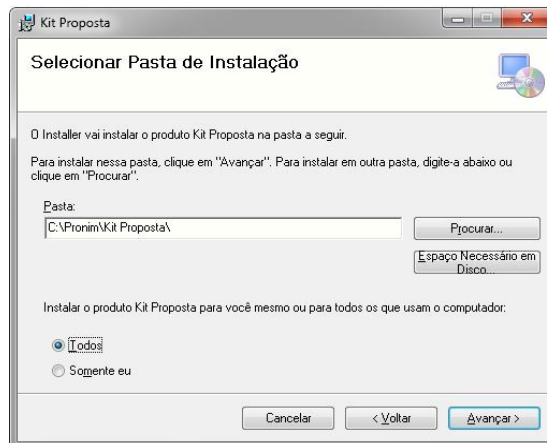 Kit Proposta
Selecionar Pasta de Instalação
O Installer vai instalar o produto Kit Proposta na pasta a seguir.
Para instalar nessa pasta, clique em "Avançar". Para instalar em outra pasta, digite-a abaixo ou
clique em "Procurar".
Pasta:
C:\Pronim\Kit Proposta\
Procurar...
Espaço Necessário em
Disco...
Instalar o produto Kit Proposta para você mesmo ou para todos os que usam o computador:
Todos
Somente eu
Cancelar
< Voltar
Avançar >